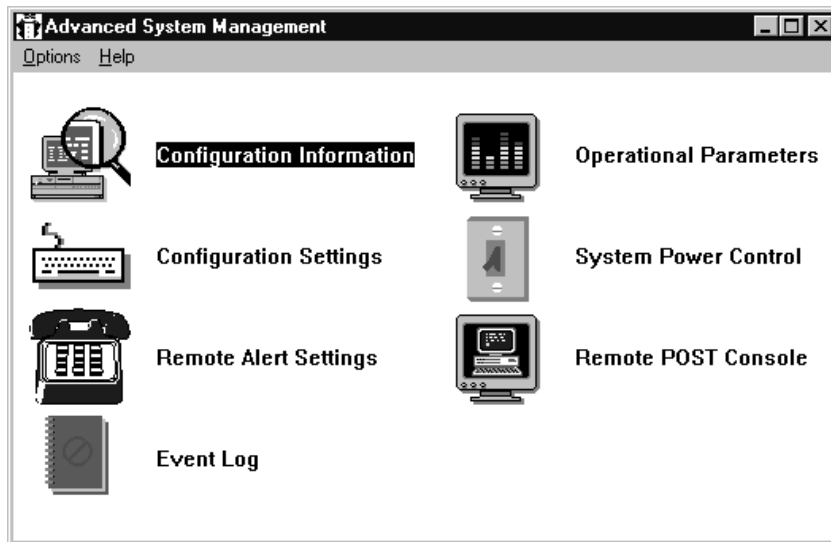 Advanced System Management
Options Help
Configuration Information
Operational Parameters
Configuration Settings
System Power Control
Remote Alert Settings
Remote POST Console
Event Log